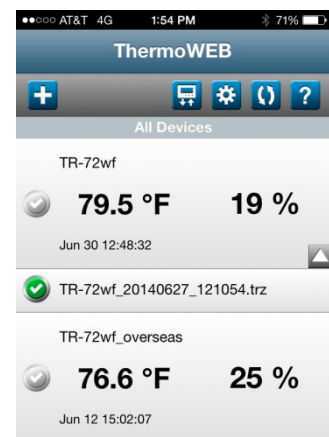 AT&T 4G 1:54 PM 71%
ThermoWEB
+ ?
All Devices
TR-72wf
79.5 °F 19 %
Jun 30 12:48:32
TR-72wf_20140627_121054.trz
TR-72wf_overseas
76.6 °F 25 %
Jun 12 15:02:07